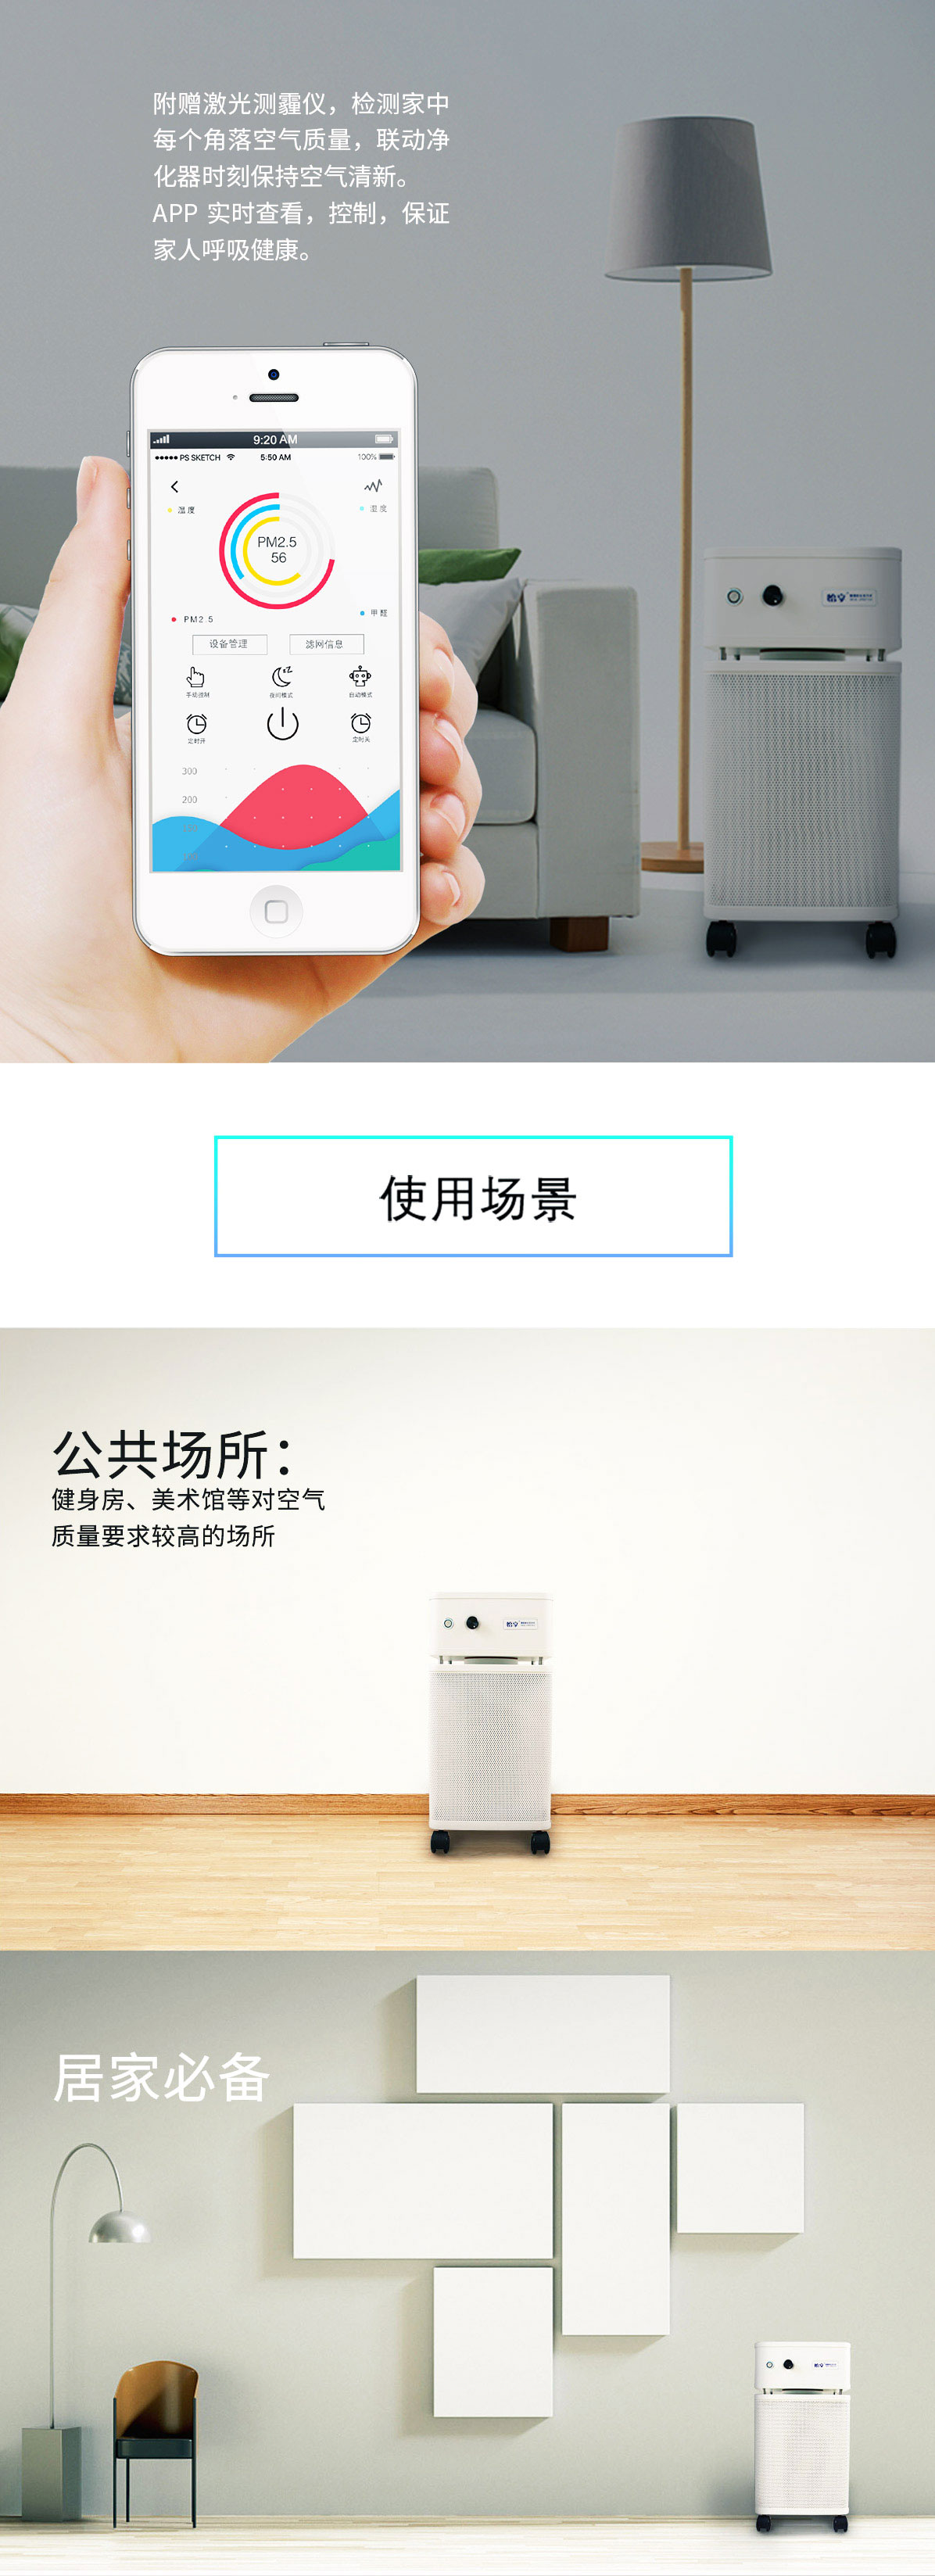 附赠激光测霾仪，检测家中
每个角落空气质量，联动净
化器时刻保持空气清新。
APP 实时查看，控制，保证
家人呼吸健康。
9:20 AM
PS SKETCH 5:50 AM 100%
温度
湿度
PM2.5
56
PM2.5
甲醛
设备管理
滤网信息
手动控制
夜间模式
自动模式
定时开
定时关
300
200
使用场景
公共场所：
健身房、美术馆等对空气
质量要求较高的场所
居家必备